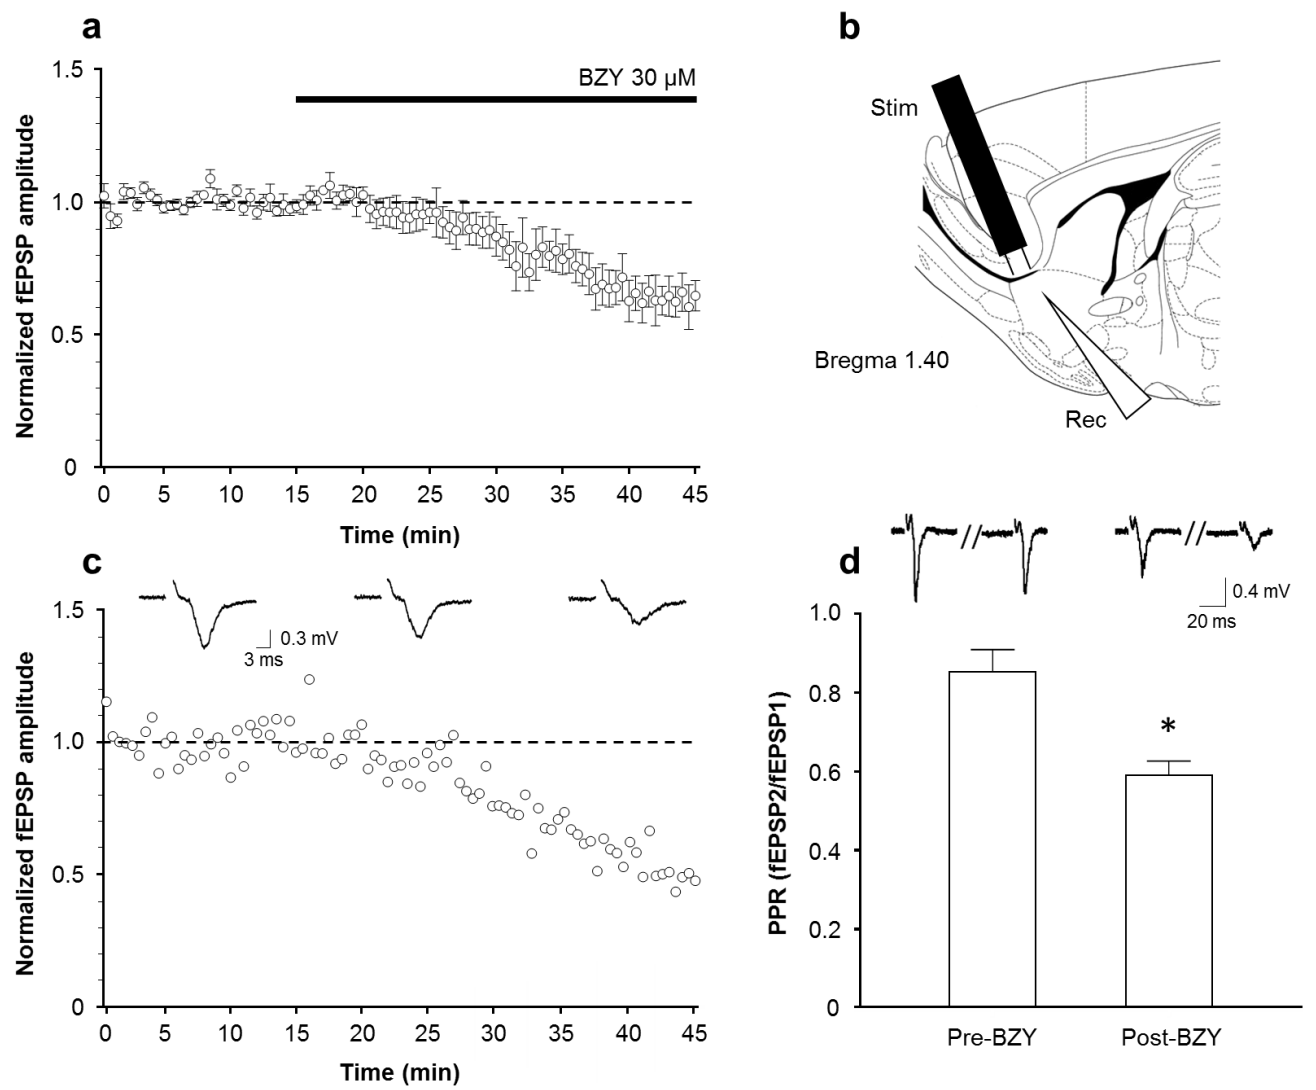 a
1.5
1.0
0.5
0
BZY 30 µM
Normalized fEPSP amplitude
0 5 10 15 20 25 30 35 40 45
Time (min)
b
Stim
Bregma 1.40
Rec
c
1.5
1.0
0.5
0
0.3 mV
3 ms
Normalized fEPSP amplitude
0 5 10 15 20 25 30 35 40 45
Time (min)
d
0.4 mV
20 ms
1.0
0.8
0.6
0.4
0.2
0
*
PPR (fEPSP2/fEPSP1)
Pre-BZY Post-BZY